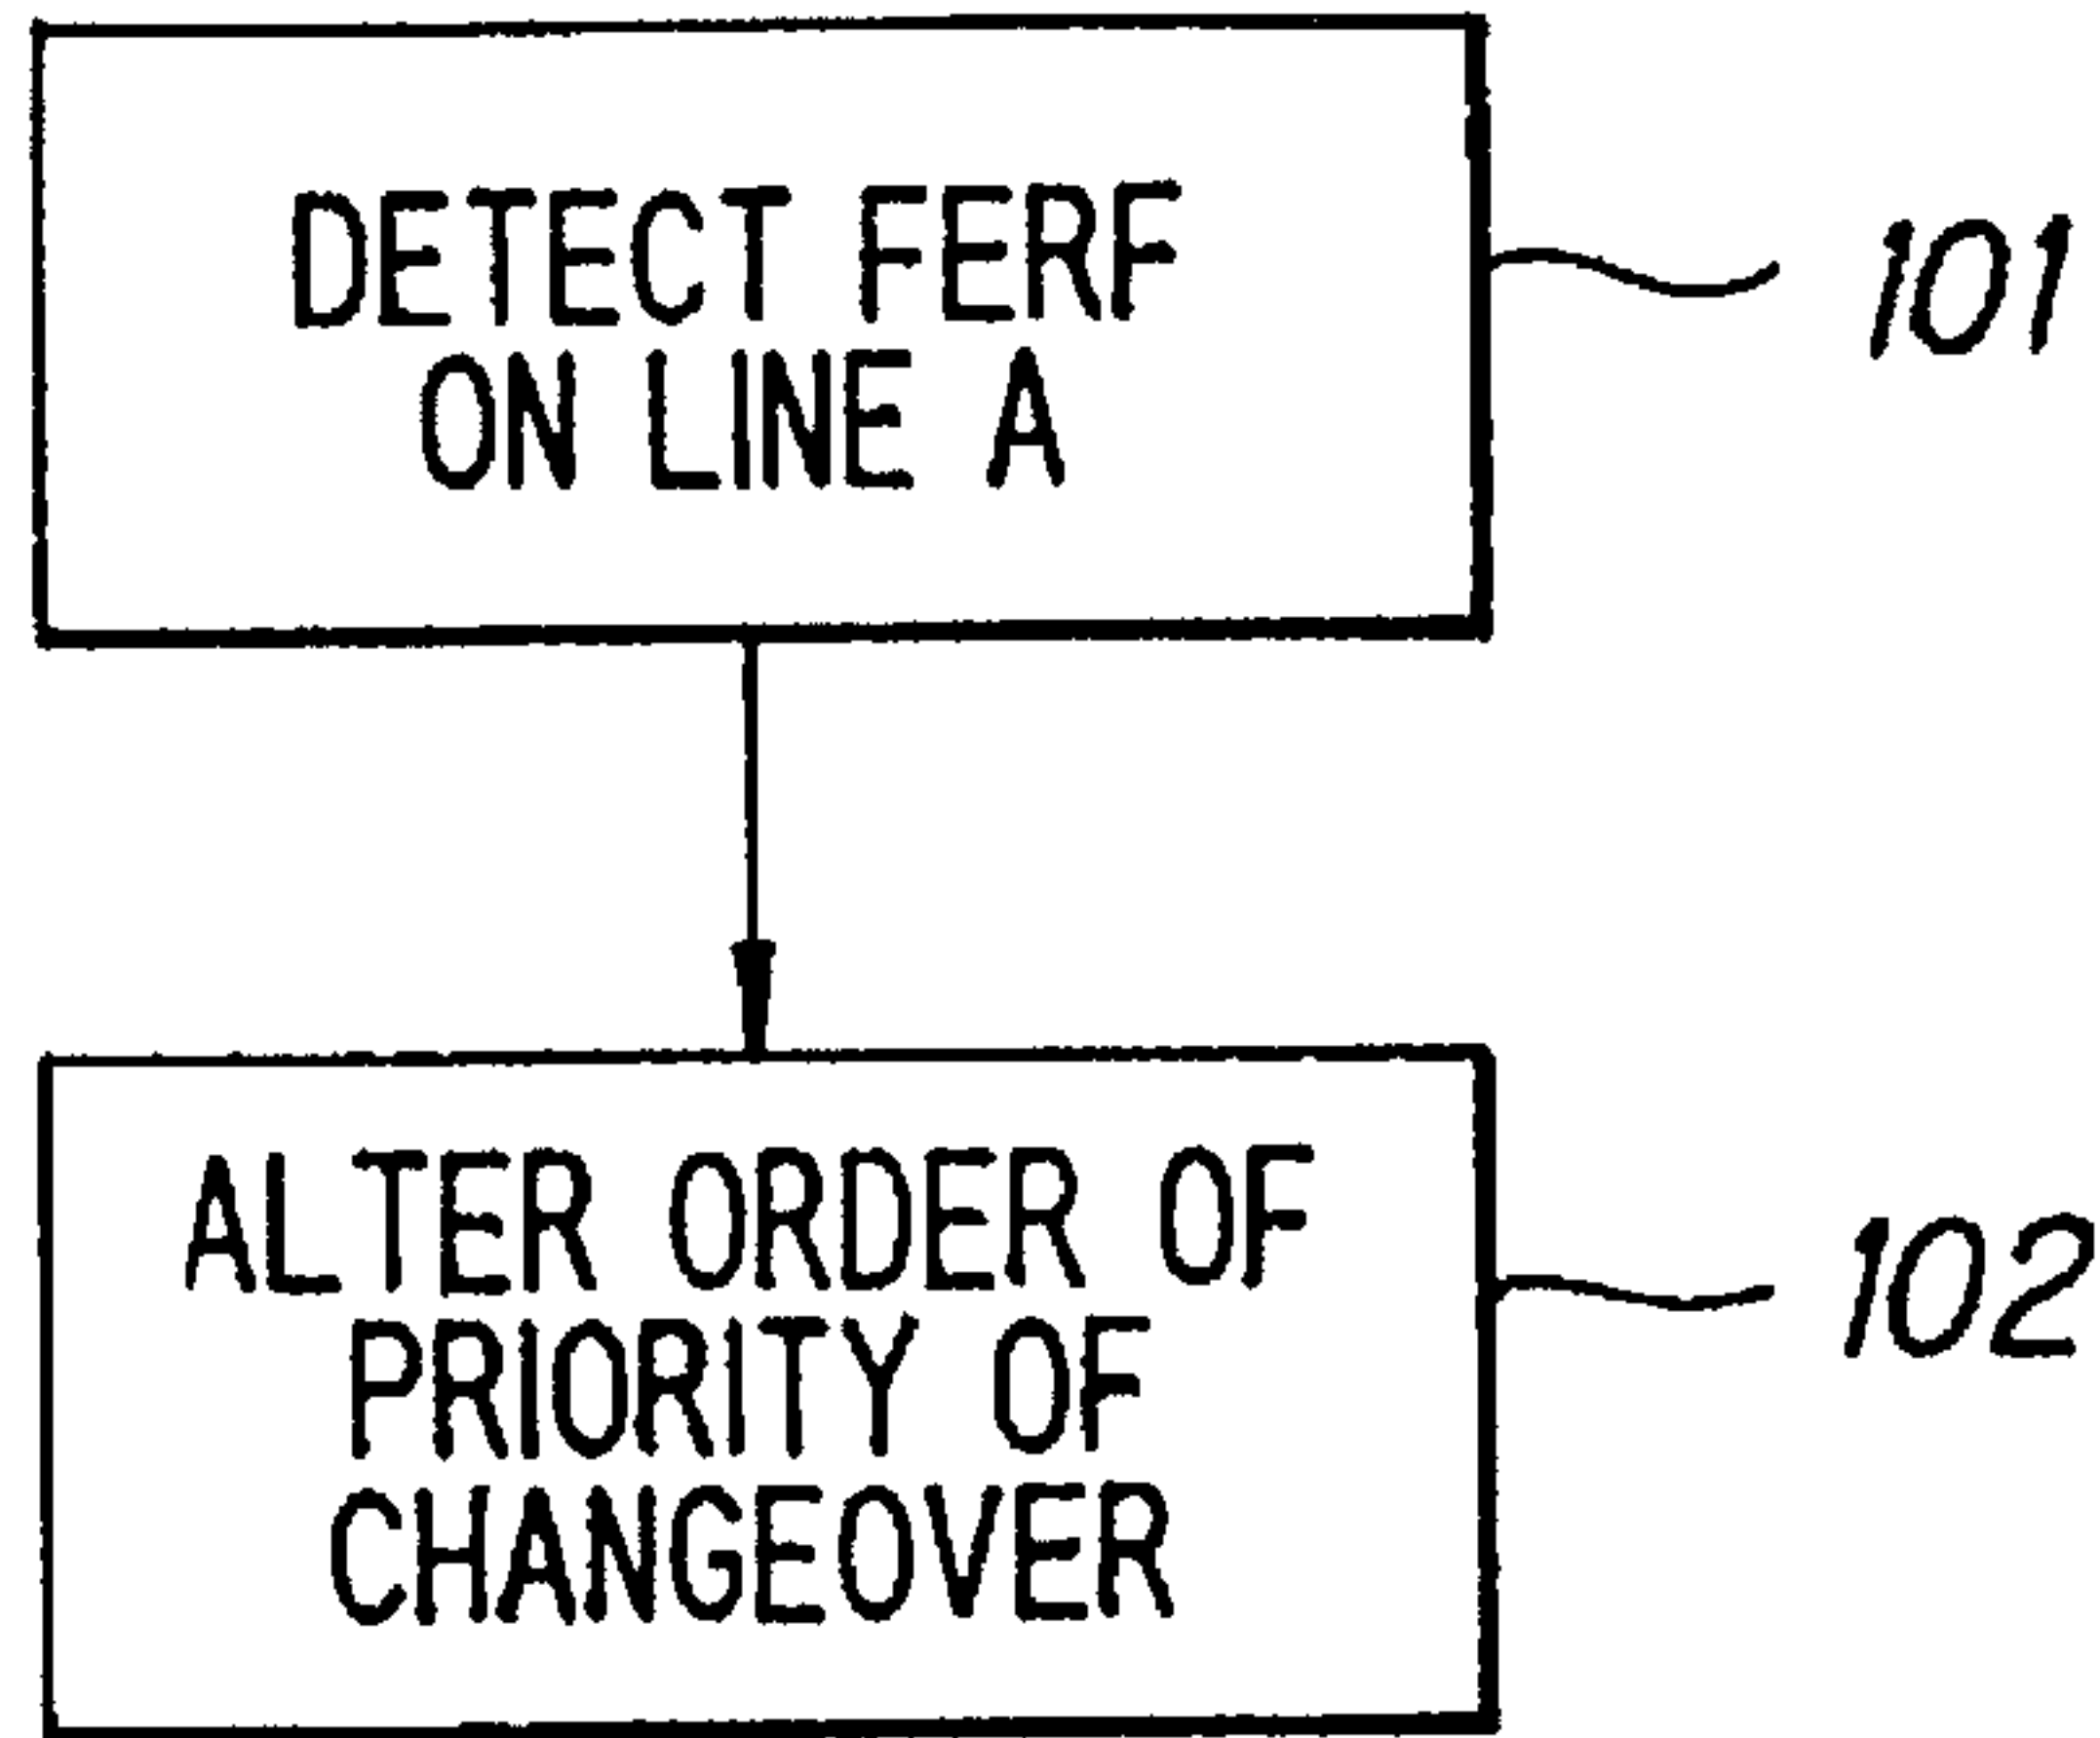 DETECT FERF
ON LINE A
101
ALTER ORDER OF
PRIORITY OF
CHANGEOVER
102